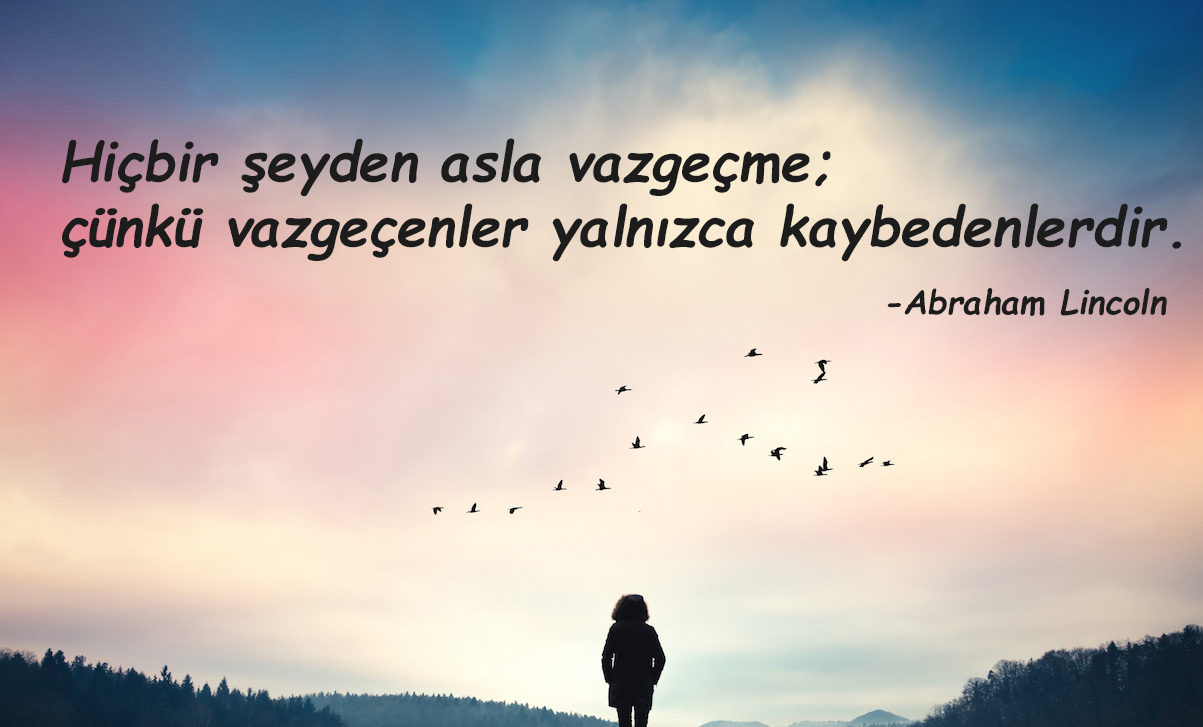 Hiçbir şeyden asla vazgeçme;
çünkü vazgeçenler yalnızca kaybedenlerdir.
-Abraham Lincoln